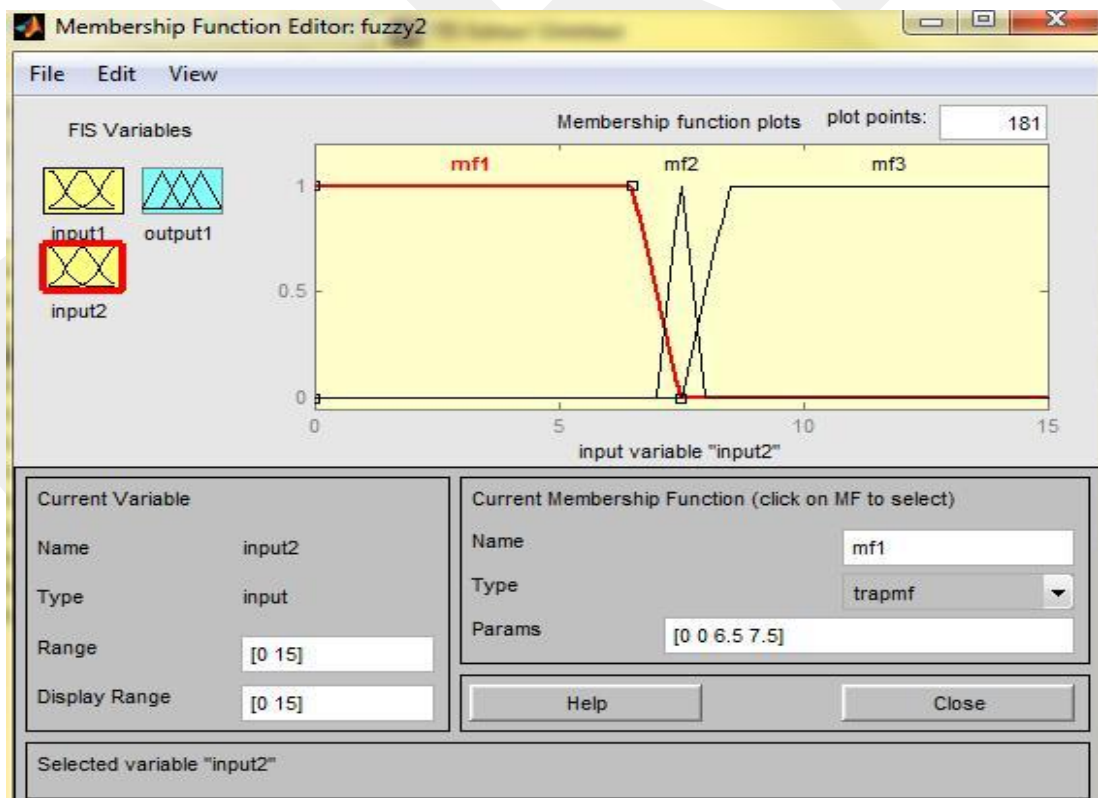 Membership Function Editor: fuzzy2
File Edit View
FIS Variables
input1
output1
input2
Membership function plots plot points: 181
mf1 mf2 mf3
1
0.5
0
0 5 10 15
input variable "input2"
Current Variable
Name input2
Type input
Range [0 15]
Display Range [0 15]
Current Membership Function (click on MF to select)
Name mf1
Type trapmf
Params [0 0 6.5 7.5]
Help Close
Selected variable "input2"